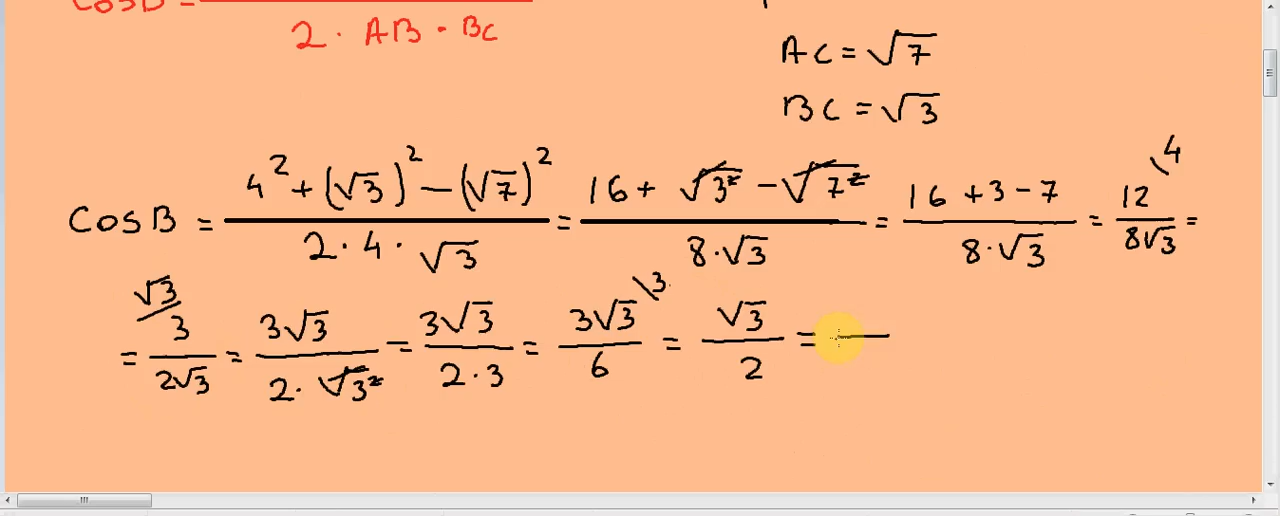 2 · AB · BC
AC = √7
BC = √3
CosB = (4² + (√3)² − (√7)²)/(2 · 4 · √3) = (16 + √3² − √7²)/(8 · √3) = (16 + 3 − 7)/(8 · √3) = 12\4/(8√3) =
= √3/ 3/(2√3) = 3√3/(2 · √3²) = 3√3/(2 · 3) = 3√3\3/6 = √3/2 =